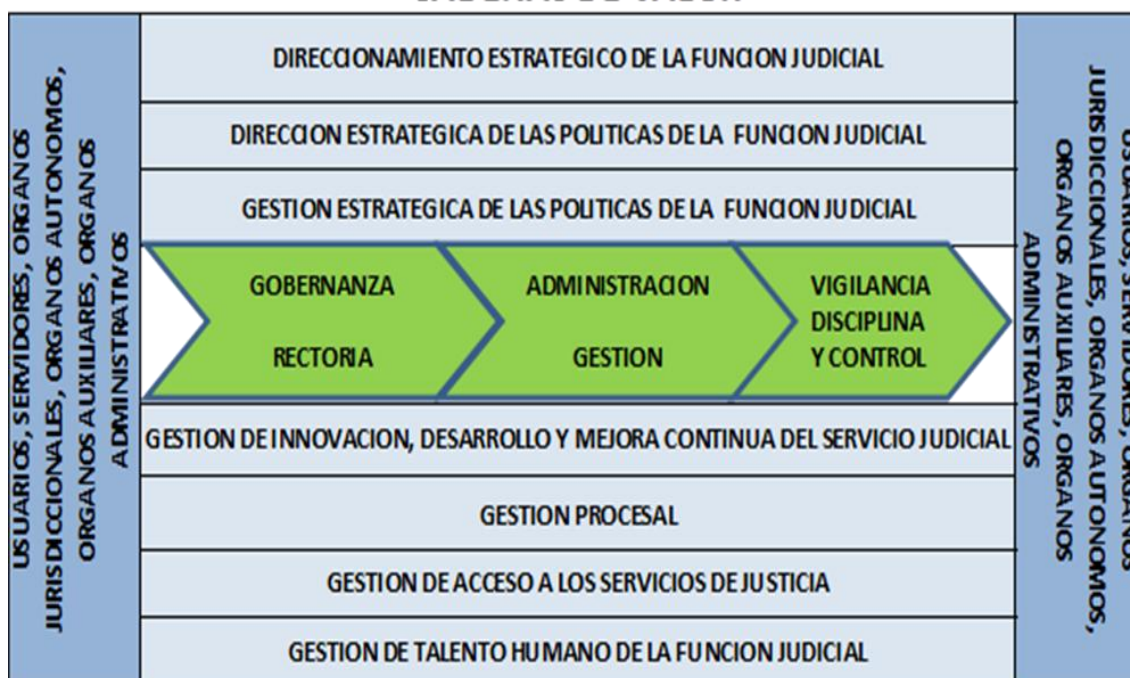 USUARIOS, SERVIDORES, ORGANOS
JURISDICCIONALES, ORGANOS AUTONOMOS,
ORGANOS AUXILIARES, ORGANOS
ADMINISTRATIVOS
DIRECCIONAMIENTO ESTRATEGICO DE LA FUNCION JUDICIAL
DIRECCION ESTRATEGICA DE LAS POLITICAS DE LA FUNCION JUDICIAL
GESTION ESTRATEGICA DE LAS POLITICAS DE LA FUNCION JUDICIAL
GOBERNANZA
RECTORIA
ADMINISTRACION
GESTION
VIGILANCIA
DISCIPLINA
Y CONTROL
GESTION DE INNOVACION, DESARROLLO Y MEJORA CONTINUA DEL SERVICIO JUDICIAL
GESTION PROCESAL
GESTION DE ACCESO A LOS SERVICIOS DE JUSTICIA
GESTION DE TALENTO HUMANO DE LA FUNCION JUDICIAL
USUARIOS, SERVIDORES, ORGANOS
JURISDICCIONALES, ORGANOS AUTONOMOS,
ORGANOS AUXILIARES, ORGANOS
ADMINISTRATIVOS